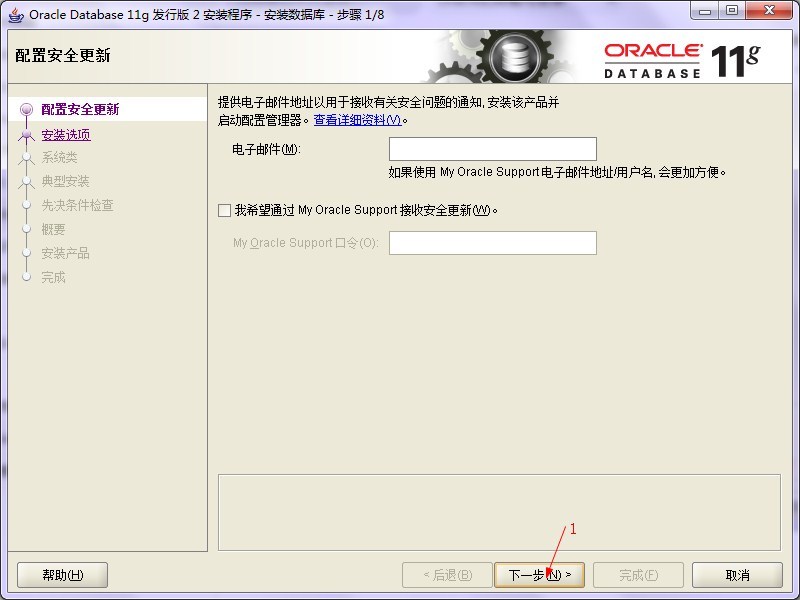 Oracle Database 11g 发行版 2 安装程序 - 安装数据库 - 步骤 1/8
配置安全更新
ORACLE®
DATABASE
11g
配置安全更新
安装选项
系统类
典型安装
先决条件检查
概要
安装产品
完成
提供电子邮件地址以用于接收有关安全问题的通知, 安装该产品并
启动配置管理器。查看详细资料(V)。
电子邮件(M):
如果使用 My Oracle Support 电子邮件地址/用户名, 会更加方便。
我希望通过 My Oracle Support 接收安全更新(W)。
My Oracle Support 口令(O):
1
帮助(H)
< 后退(B)
下一步(N) >
完成(F)
取消